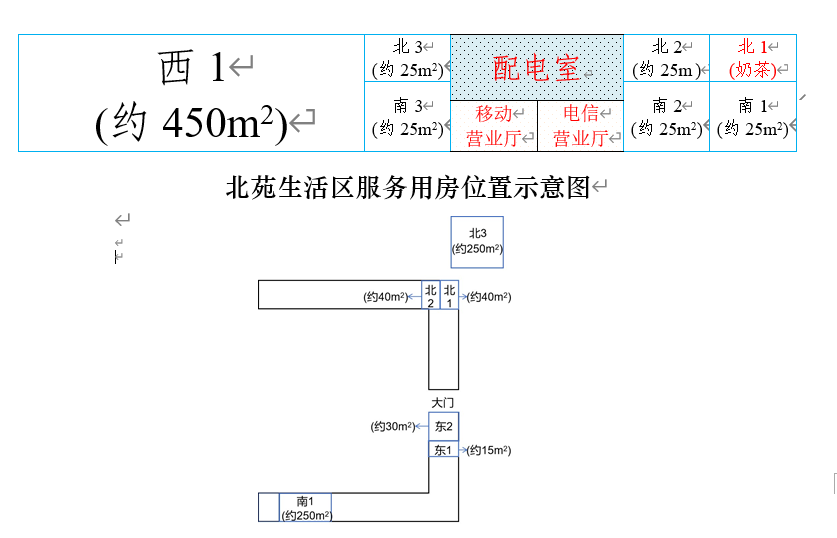 西 1
(约 450m²)
北 3
(约 25m²)
南 3
(约 25m²)
配电室
移动
营业厅
电信
营业厅
北 2
(约 25m)
南 2
(约 25m²)
北 1
(奶茶)
南 1
(约 25m²)
北苑生活区服务用房位置示意图
北3
(约250m²)
(约40m²)
北
2
北
1
(约40m²)
大门
(约30m²)
东2
东1
(约15m²)
南1
(约250m²)